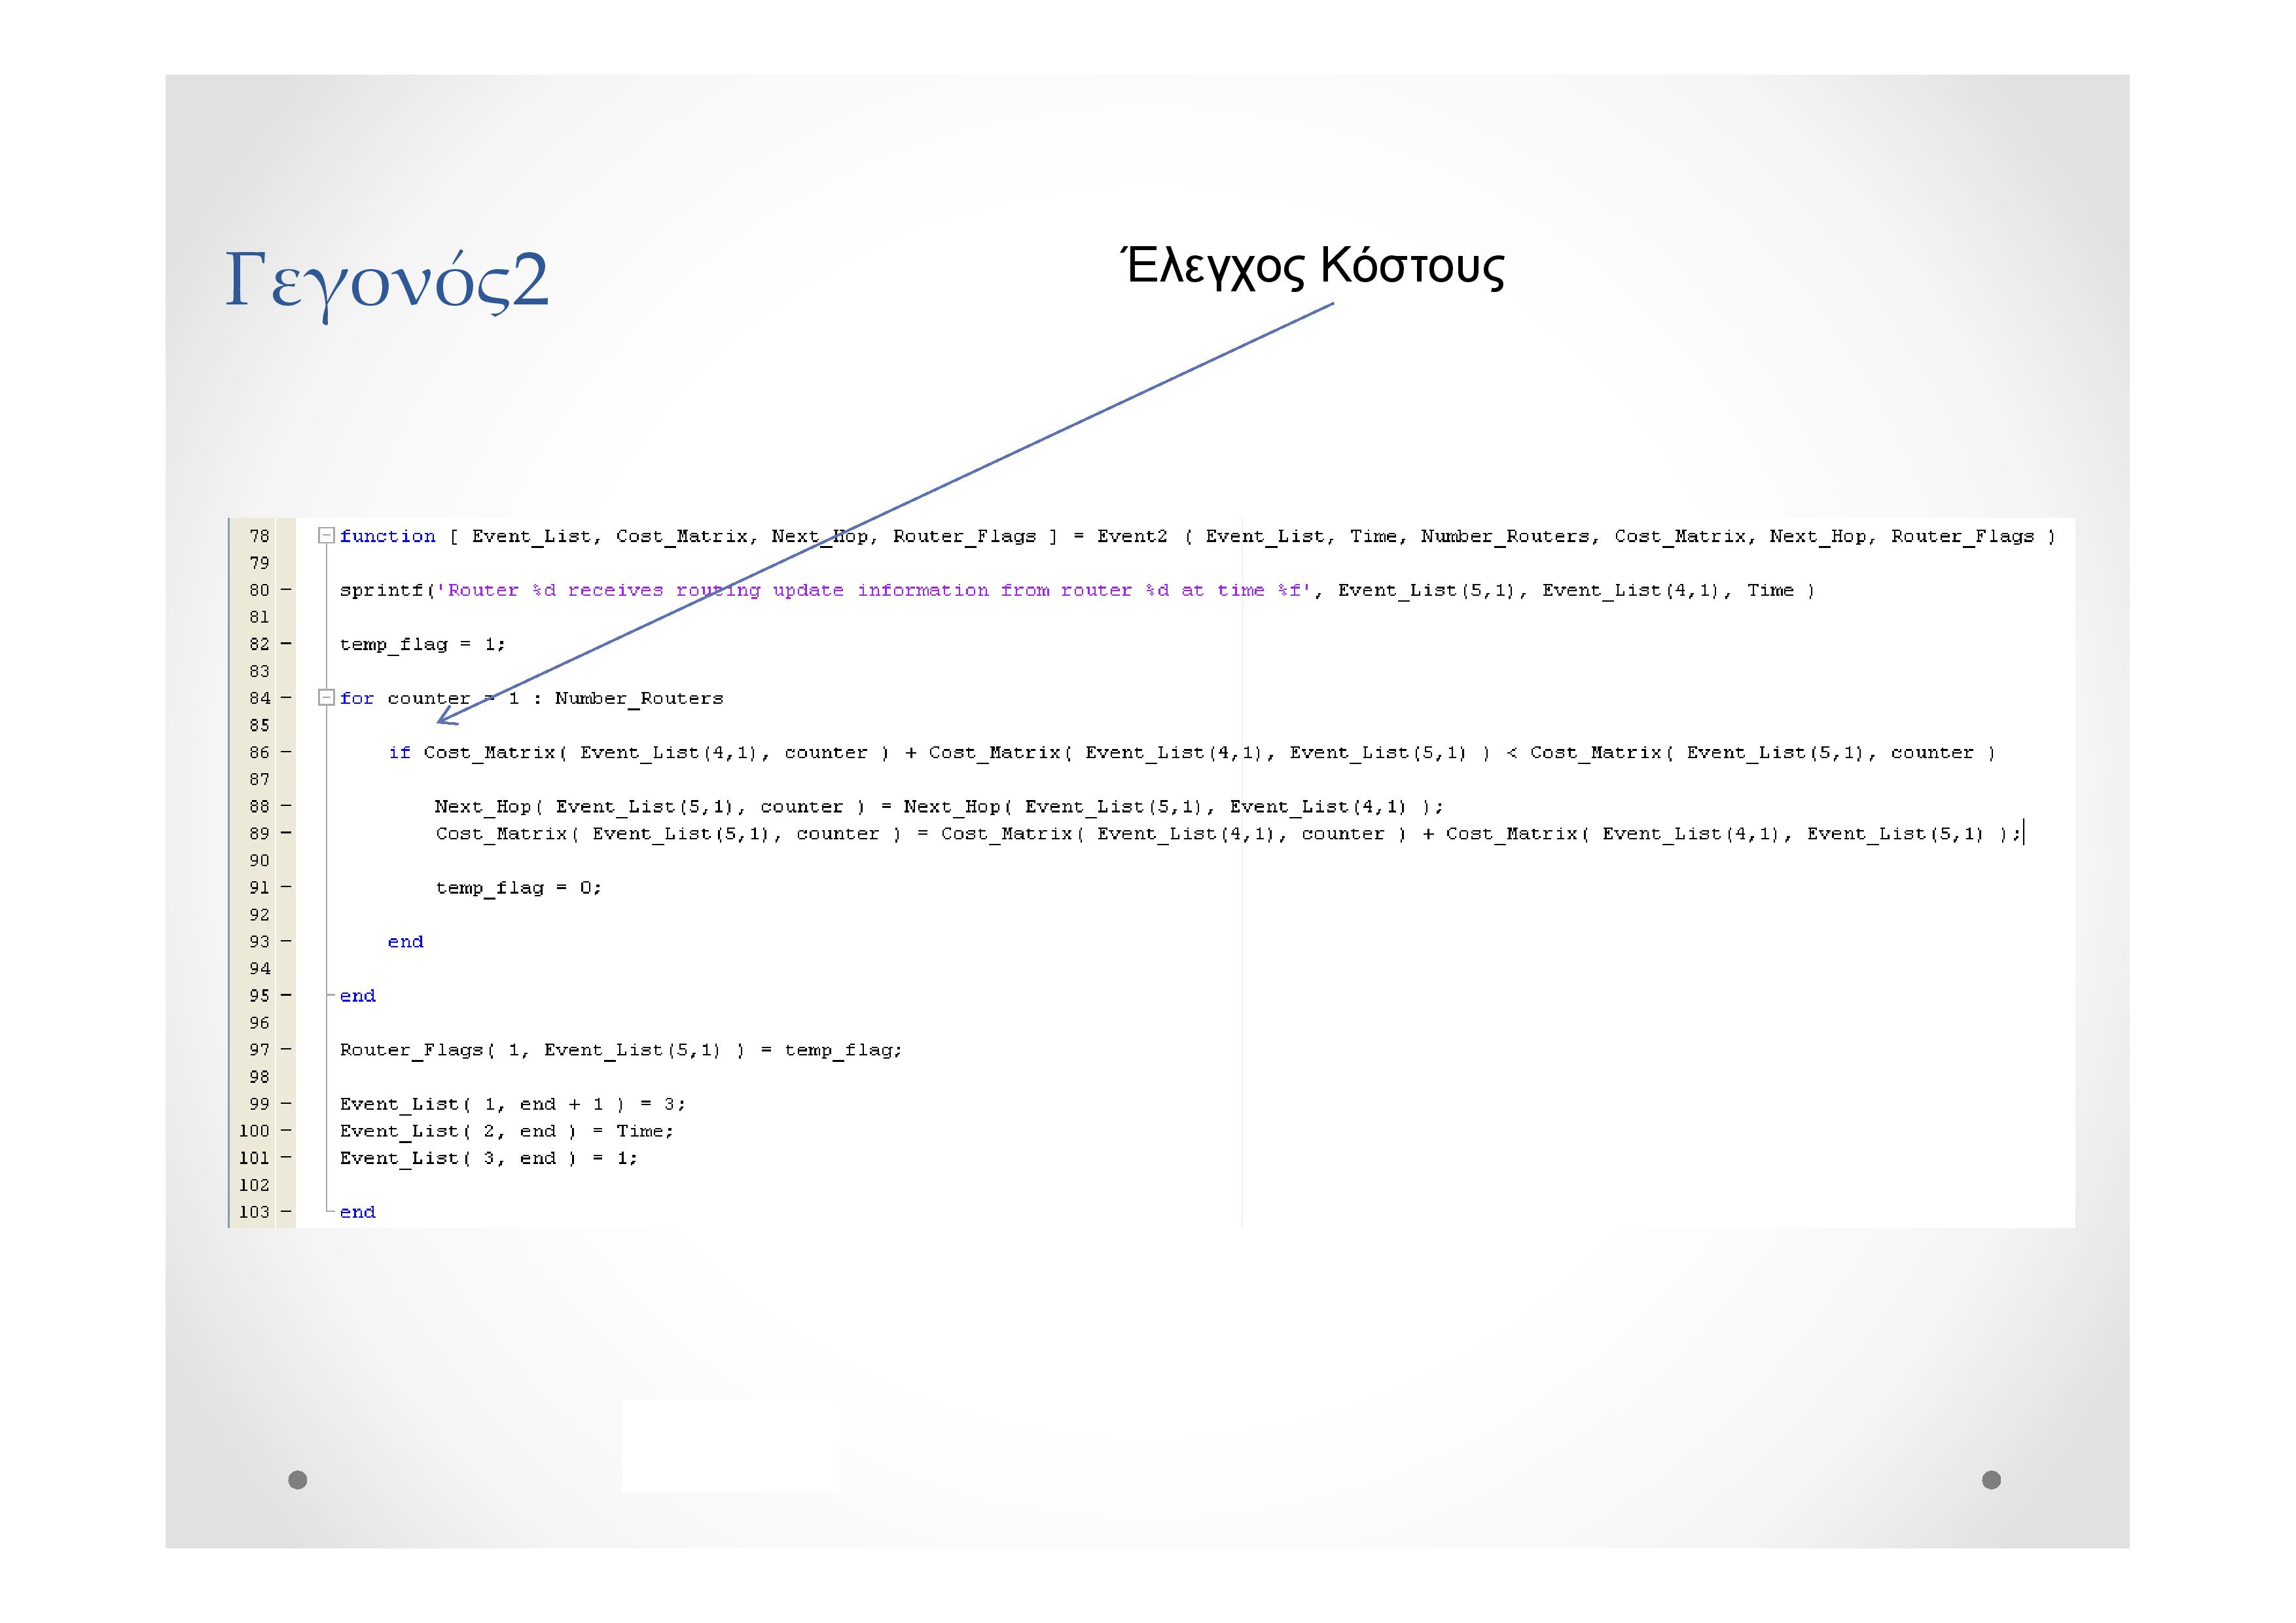 Γεγονός2
Έλεγχος Κόστους
78 function [ Event_List, Cost_Matrix, Next_Hop, Router_Flags ] = Event2 ( Event_List, Time, Number_Routers, Cost_Matrix, Next_Hop, Router_Flags )
79
80 – sprintf('Router %d receives routing update information from router %d at time %f', Event_List(5,1), Event_List(4,1), Time )
81
82 – temp_flag = 1;
83
84 – for counter = 1 : Number_Routers
85
86 – if Cost_Matrix( Event_List(4,1), counter ) + Cost_Matrix( Event_List(4,1), Event_List(5,1) ) < Cost_Matrix( Event_List(5,1), counter )
87
88 – Next_Hop( Event_List(5,1), counter ) = Next_Hop( Event_List(5,1), Event_List(4,1) );
89 – Cost_Matrix( Event_List(5,1), counter ) = Cost_Matrix( Event_List(4,1), counter ) + Cost_Matrix( Event_List(4,1), Event_List(5,1) );
90
91 – temp_flag = 0;
92
93 – end
94
95 – end
96
97 – Router_Flags( 1, Event_List(5,1) ) = temp_flag;
98
99 – Event_List( 1, end + 1 ) = 3;
100 – Event_List( 2, end ) = Time;
101 – Event_List( 3, end ) = 1;
102
103 – end